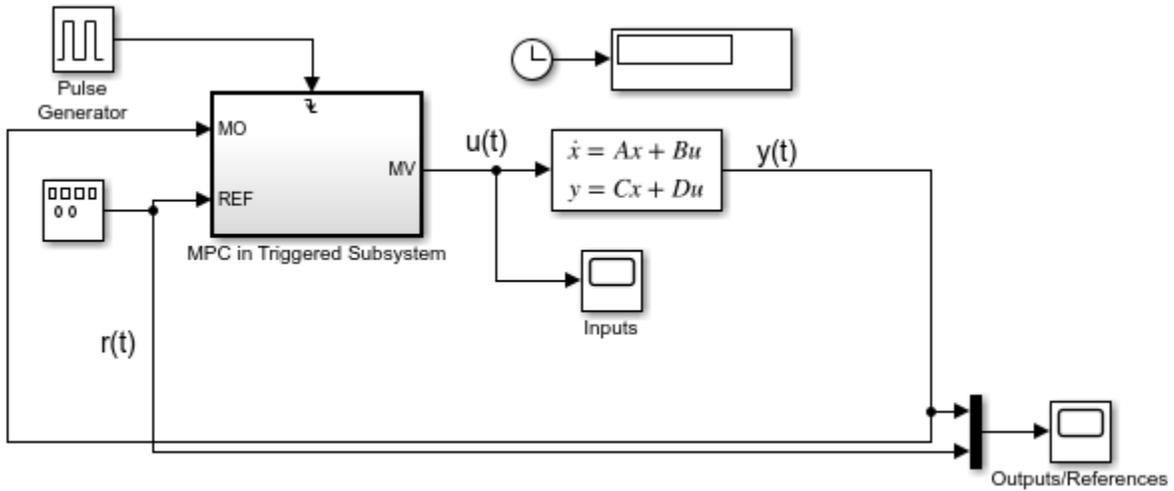 Pulse
Generator
MO
REF
MV
MPC in Triggered Subsystem
u(t)
ẋ = Ax + Bu
y = Cx + Du
y(t)
Inputs
r(t)
Outputs/References